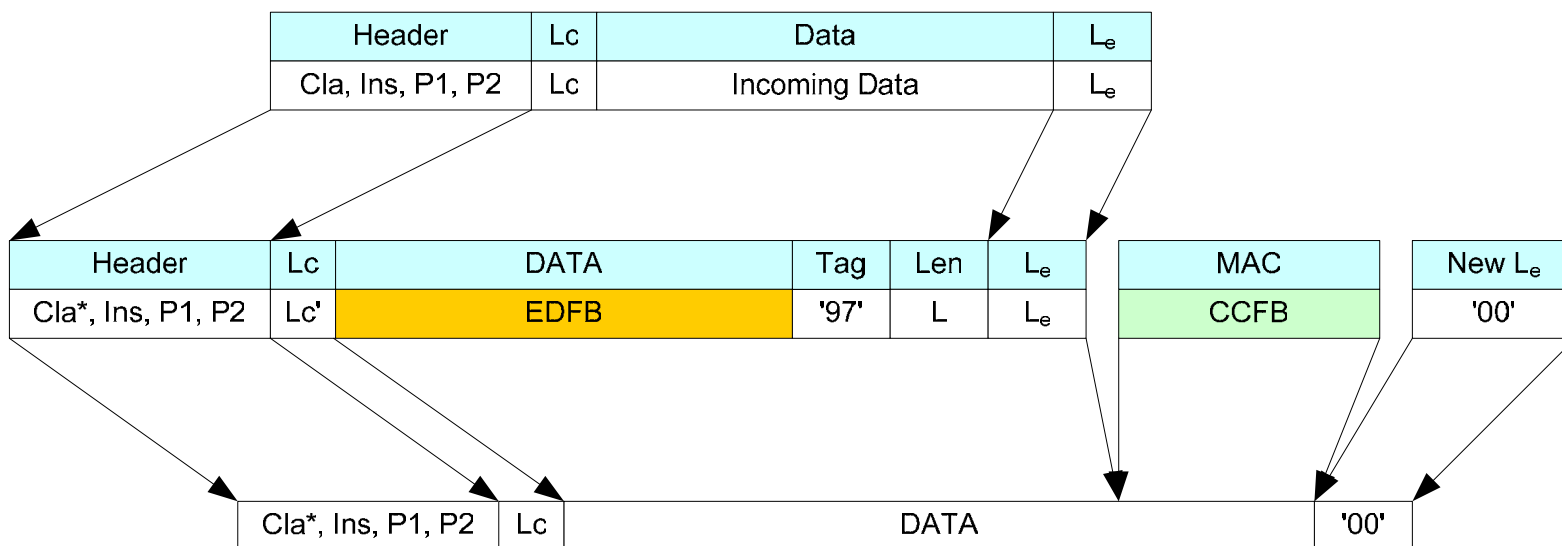 Header Lc Data Le
Cla, Ins, P1, P2 Lc Incoming Data Le
Header Lc DATA Tag Len Le MAC New Le
Cla*, Ins, P1, P2 Lc' EDFB '97' L Le CCFB '00'
Cla*, Ins, P1, P2 Lc DATA '00'